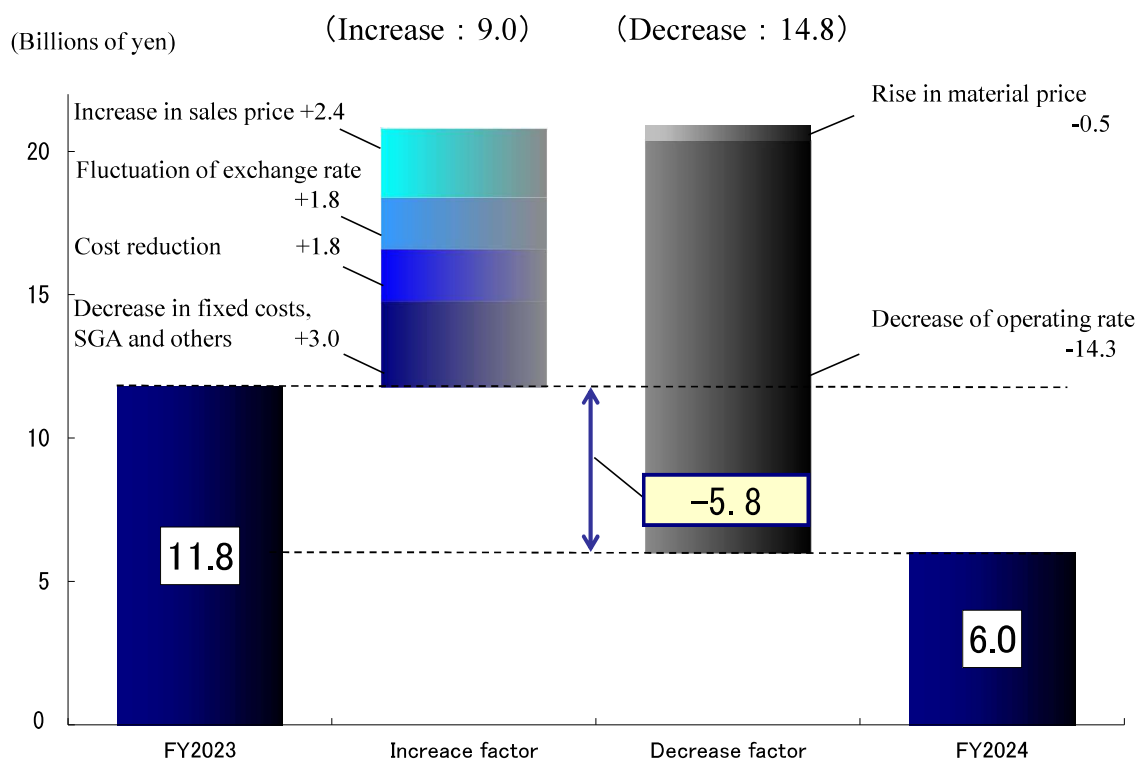 (Billions of yen)
（Increase：9.0）
（Decrease：14.8）
Increase in sales price +2.4
Fluctuation of exchange rate
+1.8
Cost reduction +1.8
Decrease in fixed costs,
SGA and others +3.0
Rise in material price
-0.5
Decrease of operating rate
-14.3
20
15
10
5
0
11.8
-5.8
6.0
FY2023
Increace factor
Decrease factor
FY2024